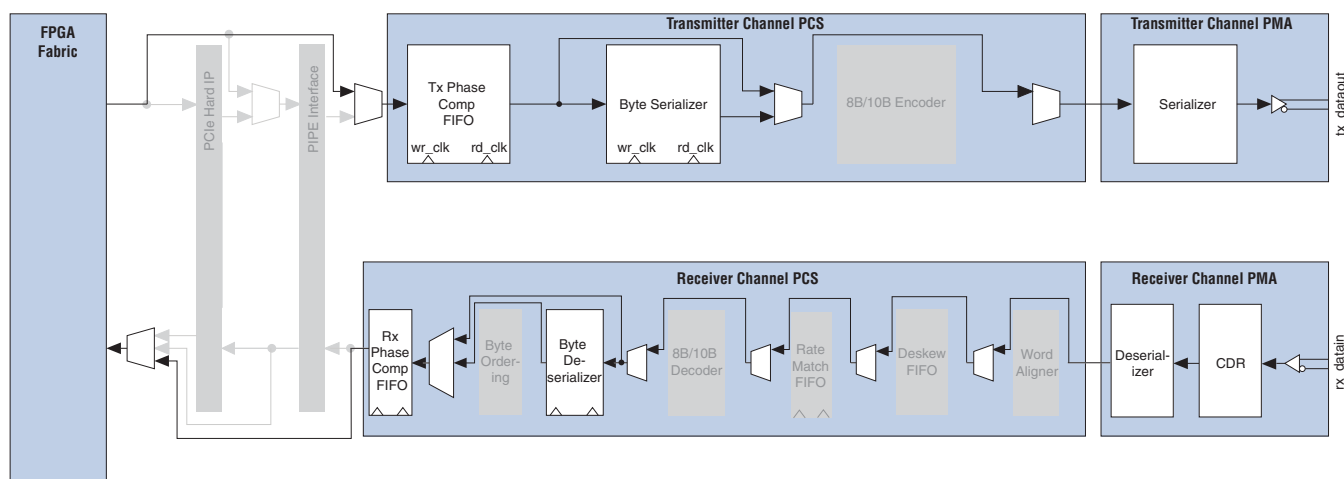 FPGA
Fabric
PCIe Hard IP
PIPE Interface
Transmitter Channel PCS
Tx Phase
Comp
FIFO
wr_clk
rd_clk
Byte Serializer
wr_clk
rd_clk
8B/10B Encoder
Transmitter Channel PMA
Serializer
tx_dataout
Receiver Channel PCS
Rx
Phase
Comp
FIFO
Byte
Order-
ing
Byte
De-
serializer
8B/10B
Decoder
Rate
Match
FIFO
Deskew
FIFO
Word
Aligner
Receiver Channel PMA
Deserial-
izer
CDR
rx_datain